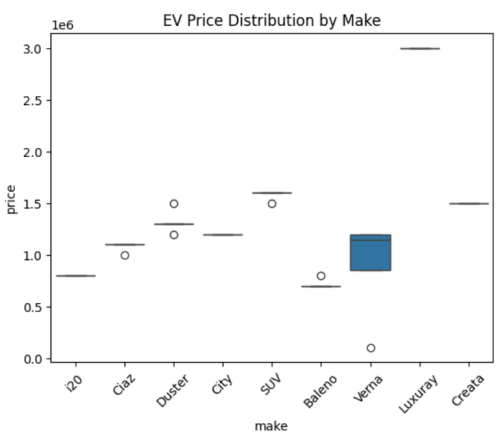 EV Price Distribution by Make
1e6
3.0
2.5
2.0
1.5
1.0
0.5
0.0
price
i20
Ciaz
Duster
City
SUV
Baleno
Verna
Luxuray
Creata
make